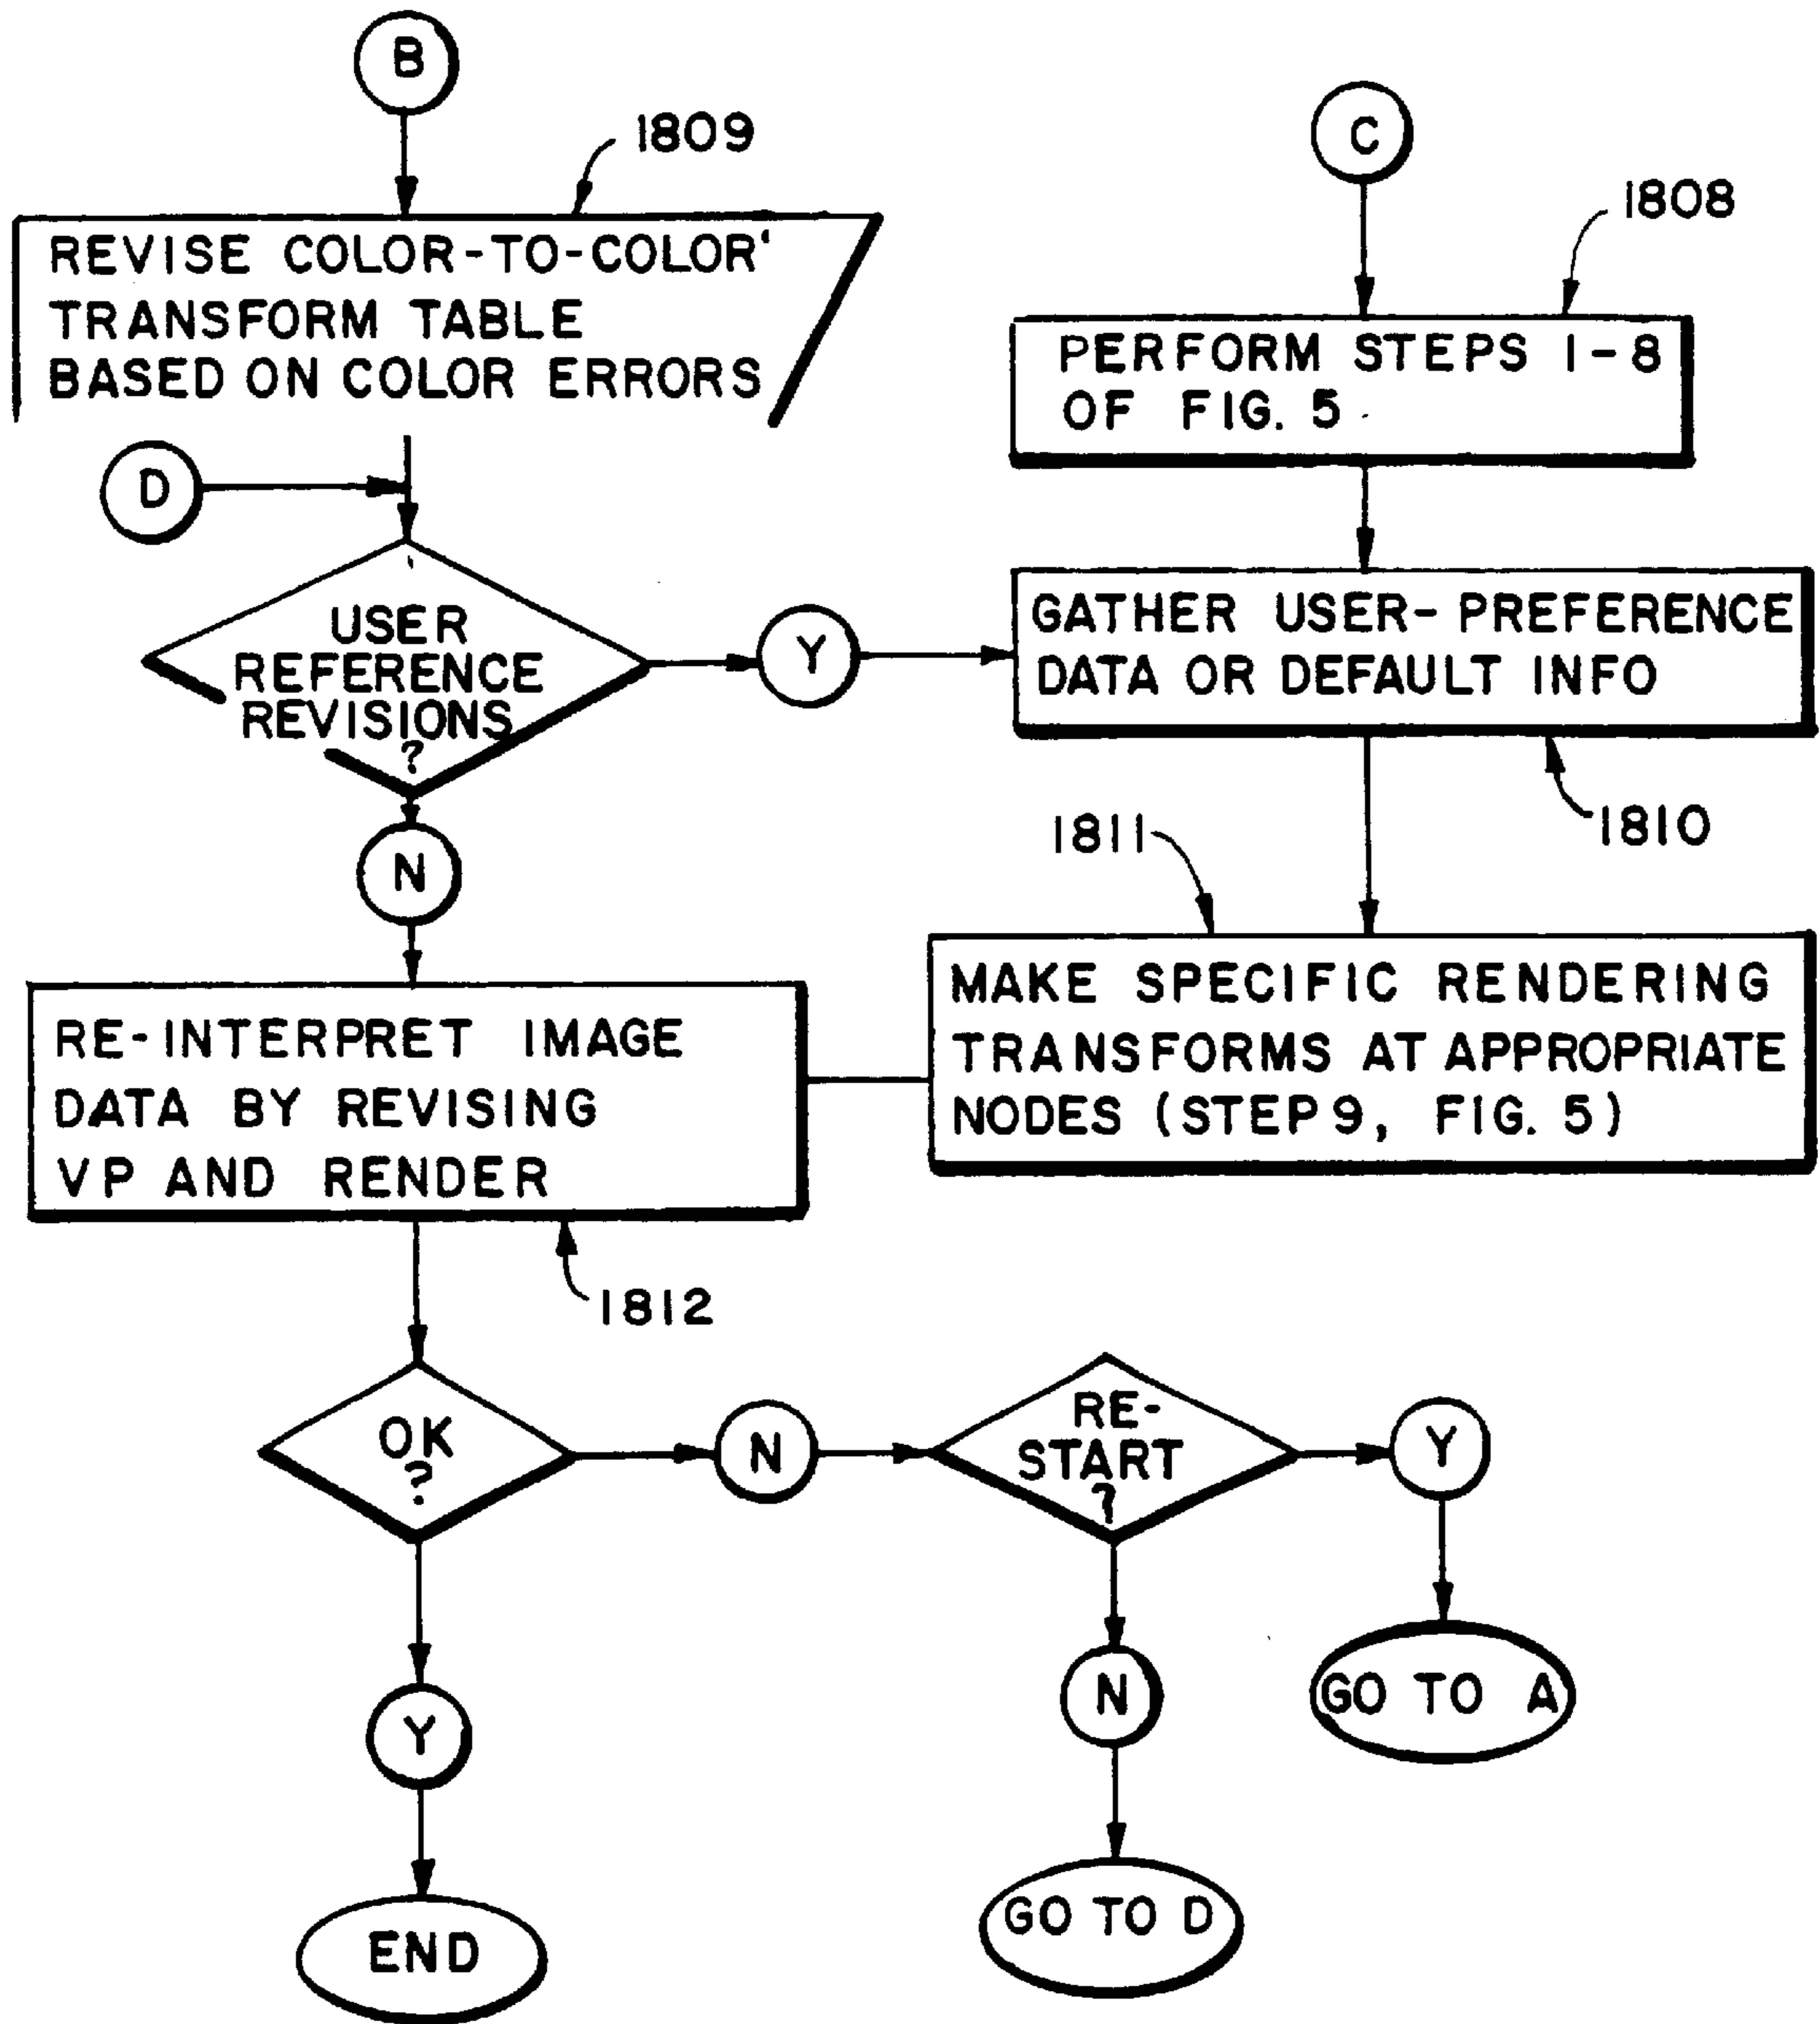 B
1809
REVISE COLOR-TO-COLOR'
TRANSFORM TABLE
BASED ON COLOR ERRORS
C
1808
PERFORM STEPS 1-8
OF FIG. 5
D
USER
REFERENCE
REVISIONS
?
Y
GATHER USER-PREFERENCE
DATA OR DEFAULT INFO
1810
N
1811
MAKE SPECIFIC RENDERING
TRANSFORMS AT APPROPRIATE
NODES (STEP 9, FIG. 5)
RE-INTERPRET IMAGE
DATA BY REVISING
VP AND RENDER
1812
OK
?
N
RE-
START
?
Y
GO TO A
Y
N
END
GO TO D